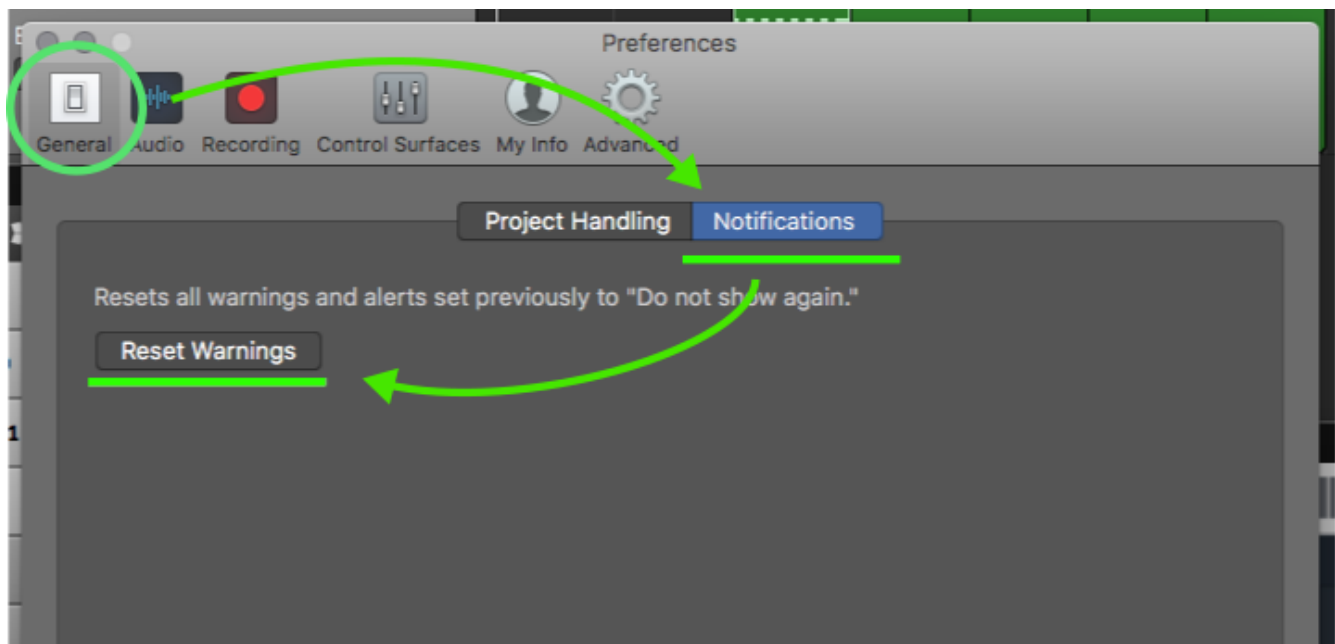 Preferences
General Audio Recording Control Surfaces My Info Advanced
Project Handling Notifications
Resets all warnings and alerts set previously to "Do not show again."
Reset Warnings
1